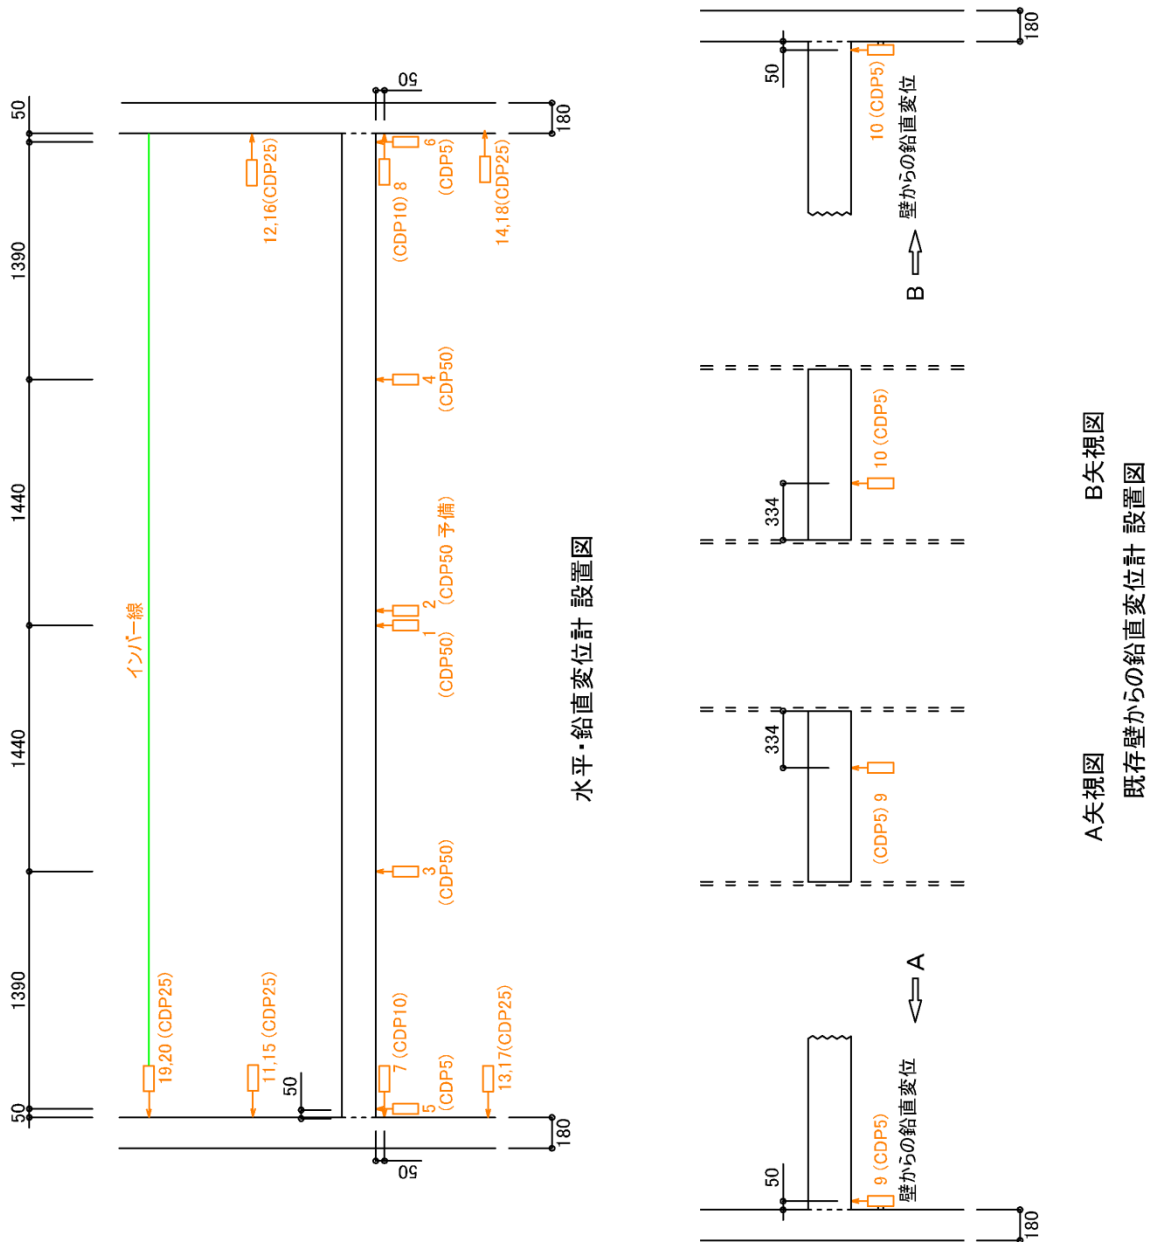 50
1390
1440
1440
1390
50
50
180
インバー線
19,20 (CDP25)
11,15 (CDP25)
12,16(CDP25)
50
7 (CDP10)
5
(CDP5)
13,17(CDP25)
3
(CDP50)
1
(CDP50)
2
(CDP50 予備)
4
(CDP50)
(CDP10) 8
6
(CDP5)
14,18(CDP25)
50
180
水平・鉛直変位計 設置図
50
9 (CDP5)
壁からの鉛直変位
180
A
334
(CDP5) 9
A矢視図
334
10 (CDP5)
B矢視図
50
10 (CDP5)
壁からの鉛直変位
180
B
既存壁からの鉛直変位計 設置図